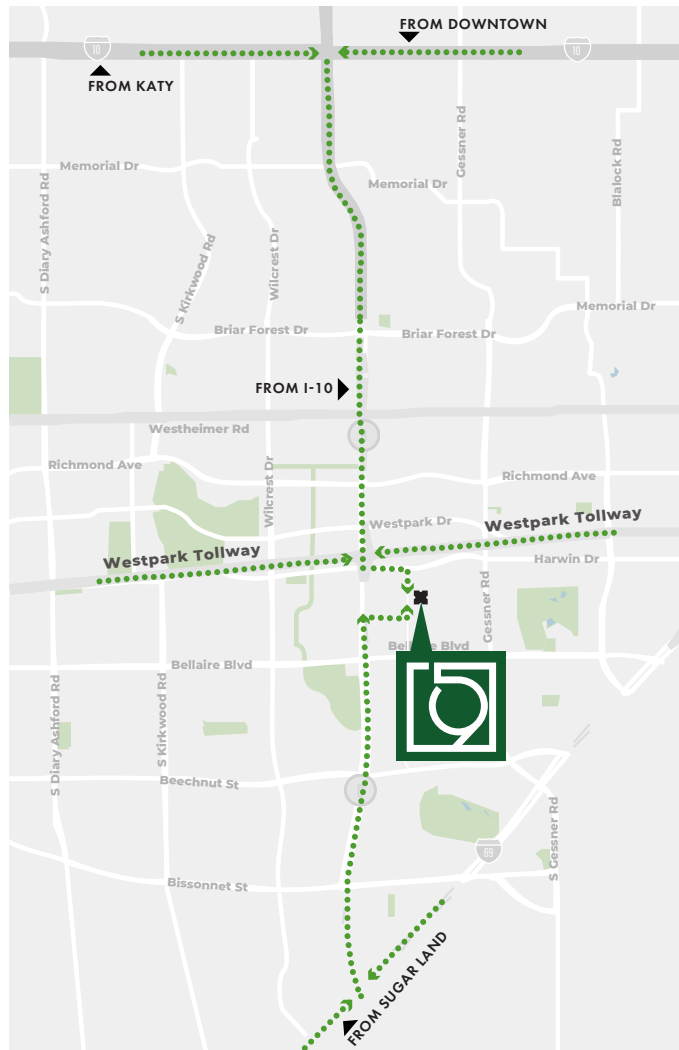 FROM DOWNTOWN
10
10
FROM KATY
Gessner Rd
Blalock Rd
Memorial Dr
Memorial Dr
S Diary Ashford Rd
S Kirkwood Rd
Wilcrest Dr
Memorial Dr
Briar Forest Dr
Briar Forest Dr
FROM I-10
Westheimer Rd
Richmond Ave
Wilcrest Dr
Richmond Ave
Westpark Dr
Westpark Tollway
Westpark Tollway
Harwin Dr
Gessner Rd
Bellaire Blvd
Bellaire Blvd
S Diary Ashford Rd
S Kirkwood Rd
Beechnut St
S Gessner Rd
69
Bissonnet St
FROM SUGAR LAND